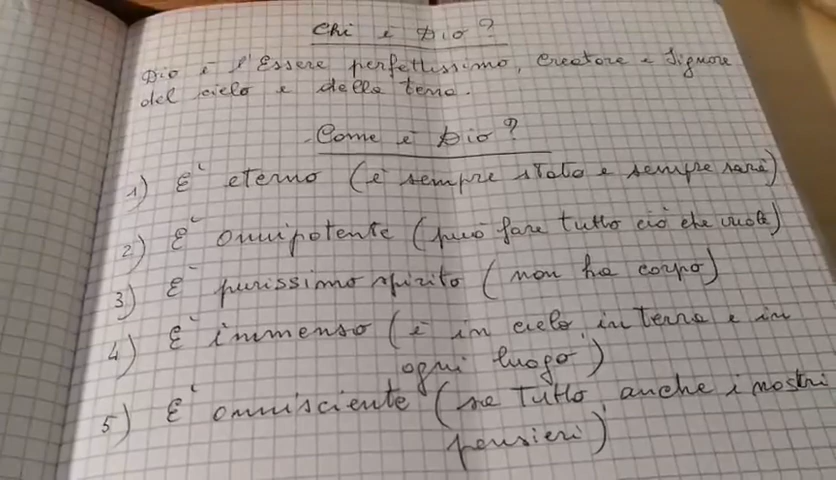 Chi è Dio?
Dio è l'Essere perfettissimo, Creatore e Signore
del cielo e della terra.
Come è Dio?
1) E' eterno (è sempre stato e sempre sarà)
2) E' onnipotente (può fare tutto ciò che vuole)
3) E' purissimo spirito (non ha corpo)
4) E' immenso (è in cielo, in terra e in
ogni luogo)
5) E' omnisciente (sa tutto, anche i nostri
pensieri)